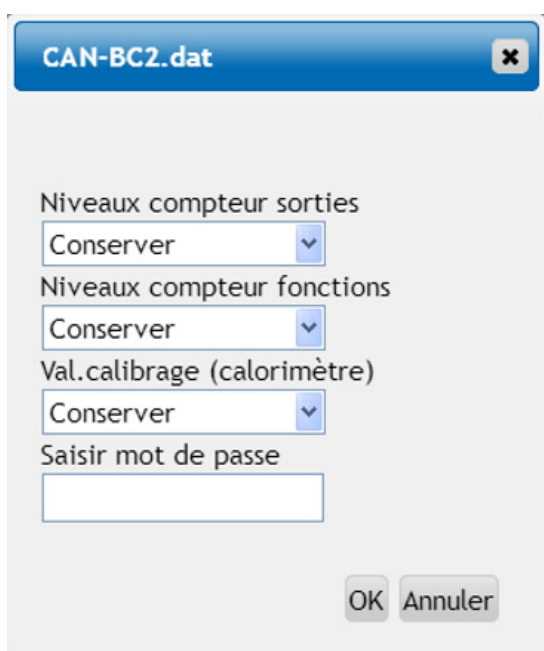 CAN-BC2.dat
Niveaux compteur sorties
Conserver
Niveaux compteur fonctions
Conserver
Val.calibrage (calorimètre)
Conserver
Saisir mot de passe
OK Annuler